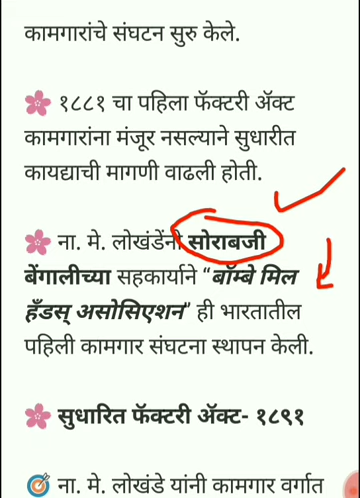 कामगारांचे संघटन सुरु केले.
१८८१ चा पहिला फॅक्टरी ॲक्ट
कामगारांना मंजूर नसल्याने सुधारीत
कायद्याची मागणी वाढली होती.
ना. मे. लोखंडेंनी सोराबजी
बेंगालीच्या सहकार्याने “बॉम्बे मिल
हँडस् असोसिएशन” ही भारतातील
पहिली कामगार संघटना स्थापन केली.
सुधारित फॅक्टरी ॲक्ट- १८९१
ना. मे. लोखंडे यांनी कामगार वर्गात